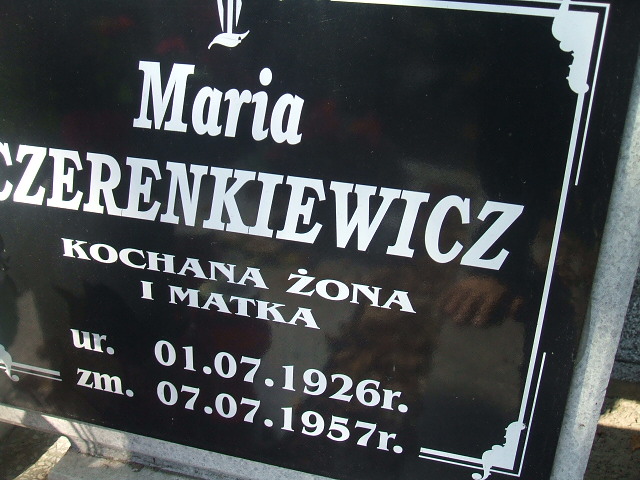 Maria
CZERENKIEWICZ
KOCHANA ŻONA
I MATKA
ur. 01.07.1926r.
zm. 07.07.1957r.